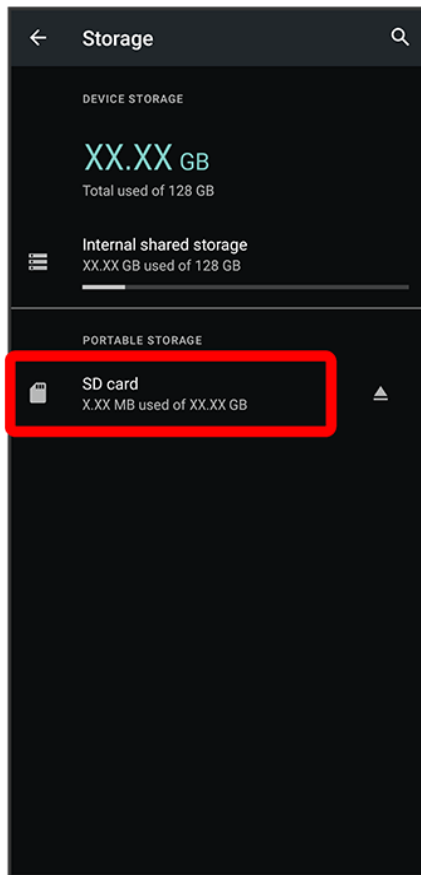 Storage
DEVICE STORAGE
XX.XX GB
Total used of 128 GB
Internal shared storage
XX.XX GB used of 128 GB
PORTABLE STORAGE
SD card
X.XX MB used of XX.XX GB